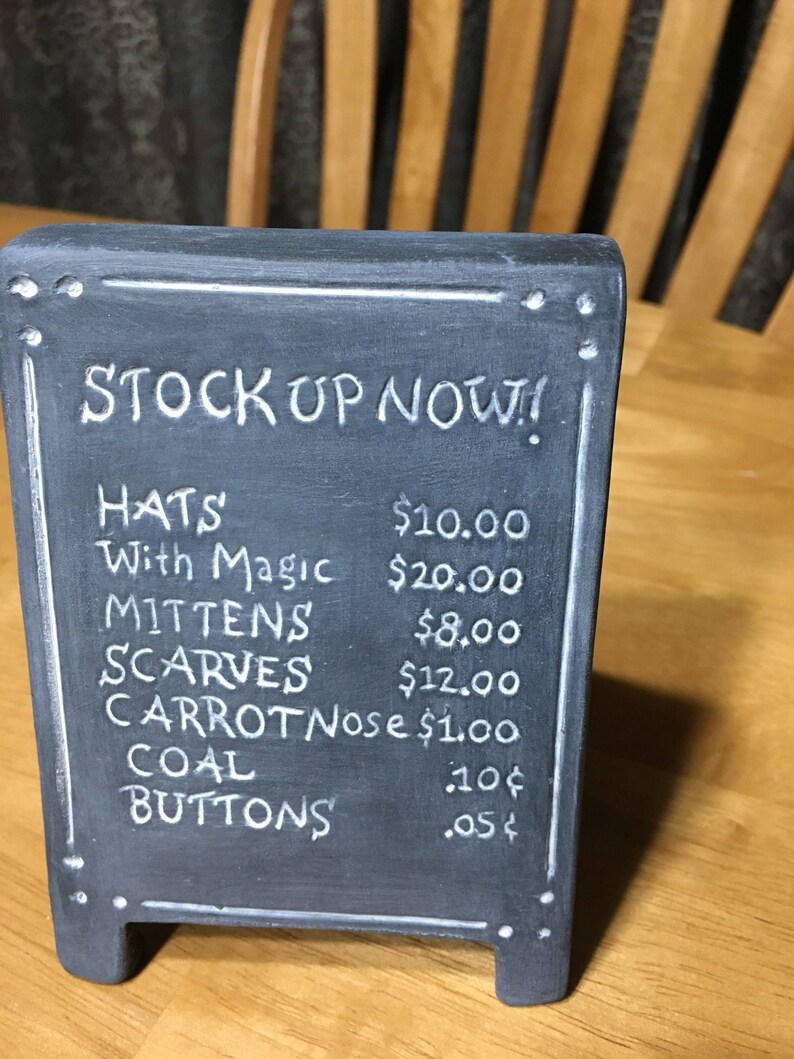 STOCK UP NOW!!
HATS $10.00
With Magic $20.00
MITTENS $8.00
SCARVES $12.00
CARROT Nose $1.00
COAL .10¢
BUTTONS .05¢